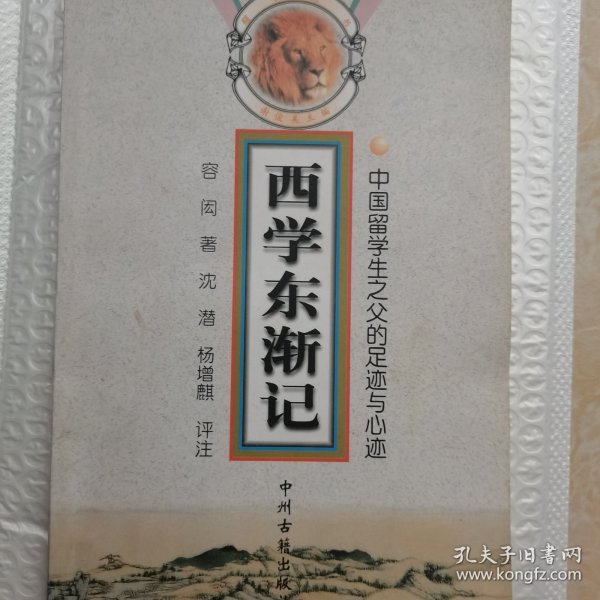 西学东渐记
中国留学生之父的足迹与心迹
容闳 著 沈潜 杨增麒 评注
中州古籍出版
孔夫子旧书网
www.kongfz.com